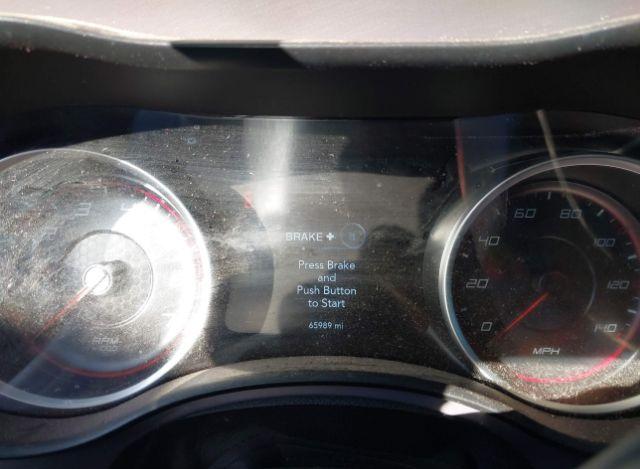 BRAKE +
Press Brake
and
Push Button
to Start
65989 mi
3
RPM
0
20
40
60
80
100
120
140
MPH